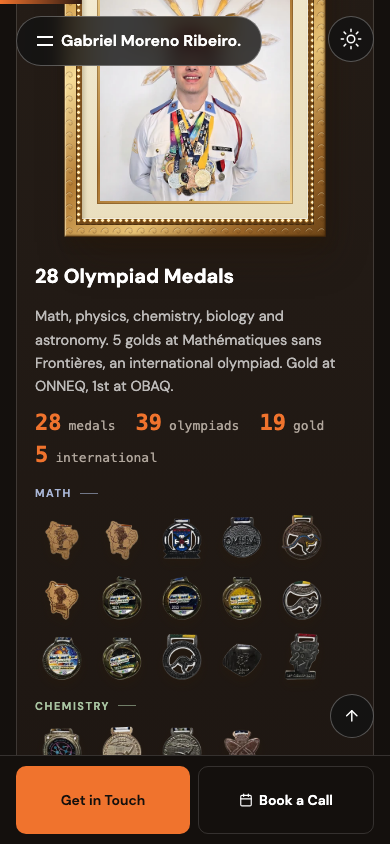 Gabriel Moreno Ribeiro.
28 Olympiad Medals
Math, physics, chemistry, biology and
astronomy. 5 golds at Mathématiques sans
Frontières, an international olympiad. Gold at
ONNEQ, 1st at OBAQ.
28 medals 39 olympiads 19 gold
5 international
MATH
CHEMISTRY
Get in Touch
Book a Call